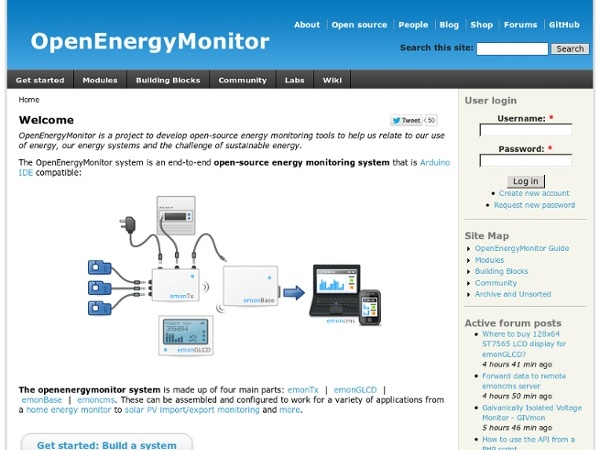 About Open source People Blog Shop Forums GitHub
OpenEnergyMonitor
Search this site: Search
Get started Modules Building Blocks Community Labs Wiki
Home
Welcome
Tweet 50
OpenEnergyMonitor is a project to develop open-source energy monitoring tools to help us relate to our use
of energy, our energy systems and the challenge of sustainable energy.
The OpenEnergyMonitor system is an end-to-end open-source energy monitoring system that is Arduino
IDE compatible:
emonTx
emonBase
emoncms
emonGLCD
The openenergymonitor system is made up of four main parts: emonTx | emonGLCD |
emonBase | emoncms. These can be assembled and configured to work for a variety of applications from
a home energy monitor to solar PV import/export monitoring and more.
Get started: Build a system
User login
Username: *
Password: *
Log in
Create new account
Request new password
Site Map
OpenEnergyMonitor Guide
Modules
Building Blocks
Community
Archive and Unsorted
Active forum posts
Where to buy 128x64
ST7565 LCD display for
emonGLCD?
4 hours 41 min ago
Forward data to remote
emoncms server
4 hours 50 min ago
Galvanically Isolated Voltage
Monitor - GIVmon
5 hours 46 min ago
How to use the API from a
PHP script